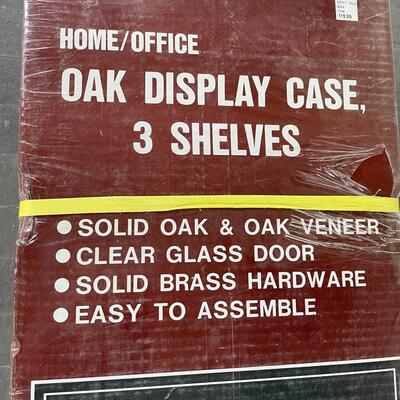 HOME/OFFICE
OAK DISPLAY CASE,
3 SHELVES
• SOLID OAK & OAK VENEER
• CLEAR GLASS DOOR
• SOLID BRASS HARDWARE
• EASY TO ASSEMBLE